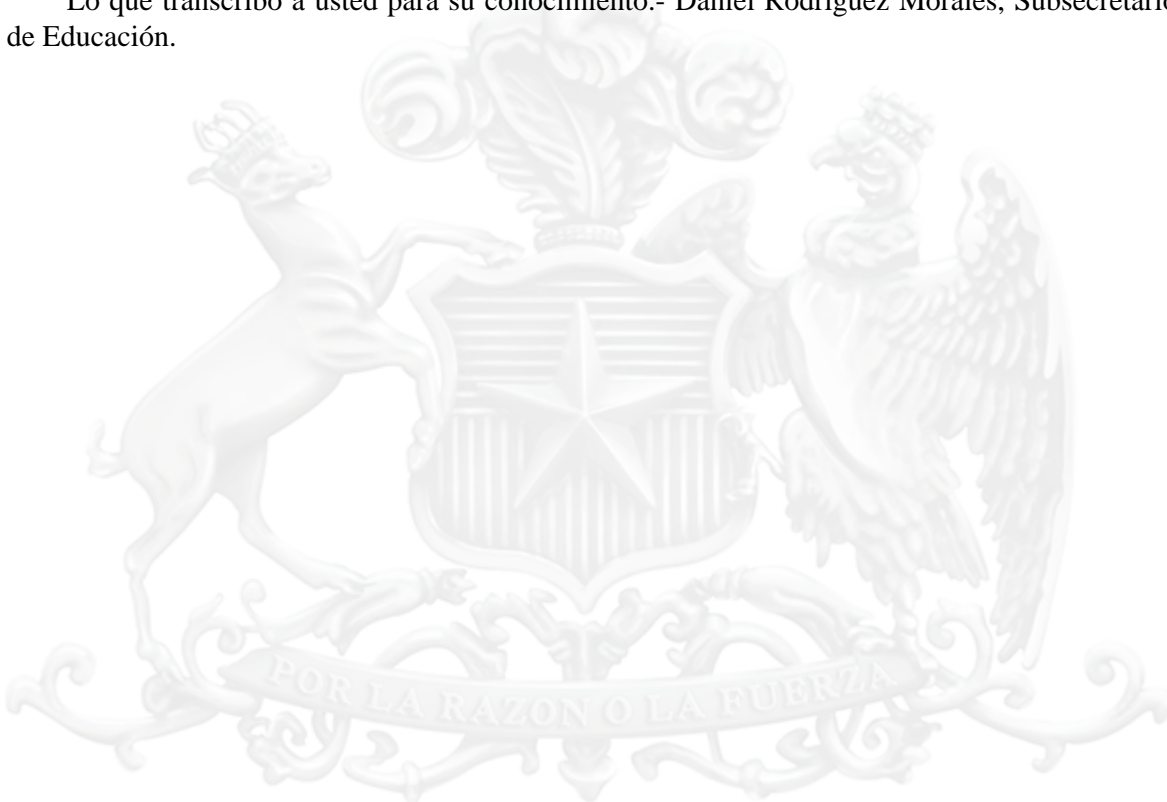 Lo que transcribo a usted para su conocimiento.- Daniel Rodríguez Morales, Subsecretario
de Educación.
POR LA RAZON O LA FUERZA